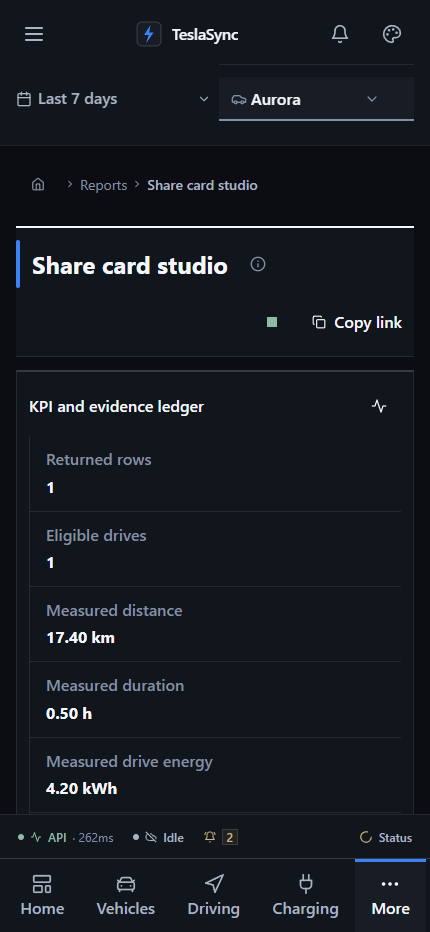 TeslaSync
Last 7 days
Aurora
Reports
Share card studio
Share card studio
Copy link
KPI and evidence ledger
Returned rows
1
Eligible drives
1
Measured distance
17.40 km
Measured duration
0.50 h
Measured drive energy
4.20 kWh
API · 262ms
Idle
2
Status
Home
Vehicles
Driving
Charging
More